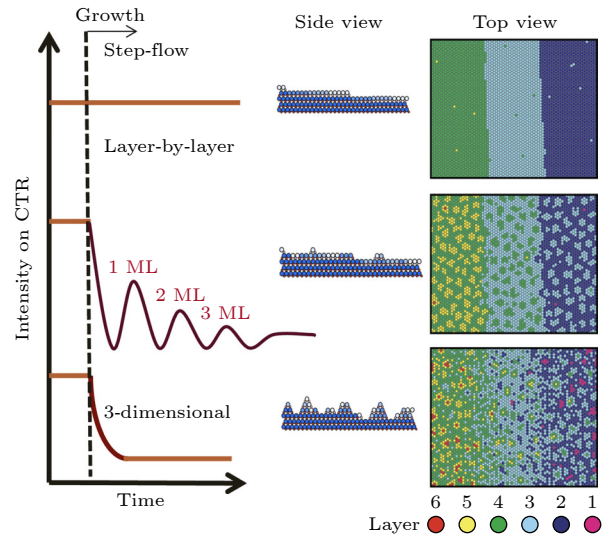 Growth
Step-flow
Side view
Top view
Layer-by-layer
Intensity on CTR
1 ML
2 ML
3 ML
3-dimensional
Time
6 5 4 3 2 1
Layer